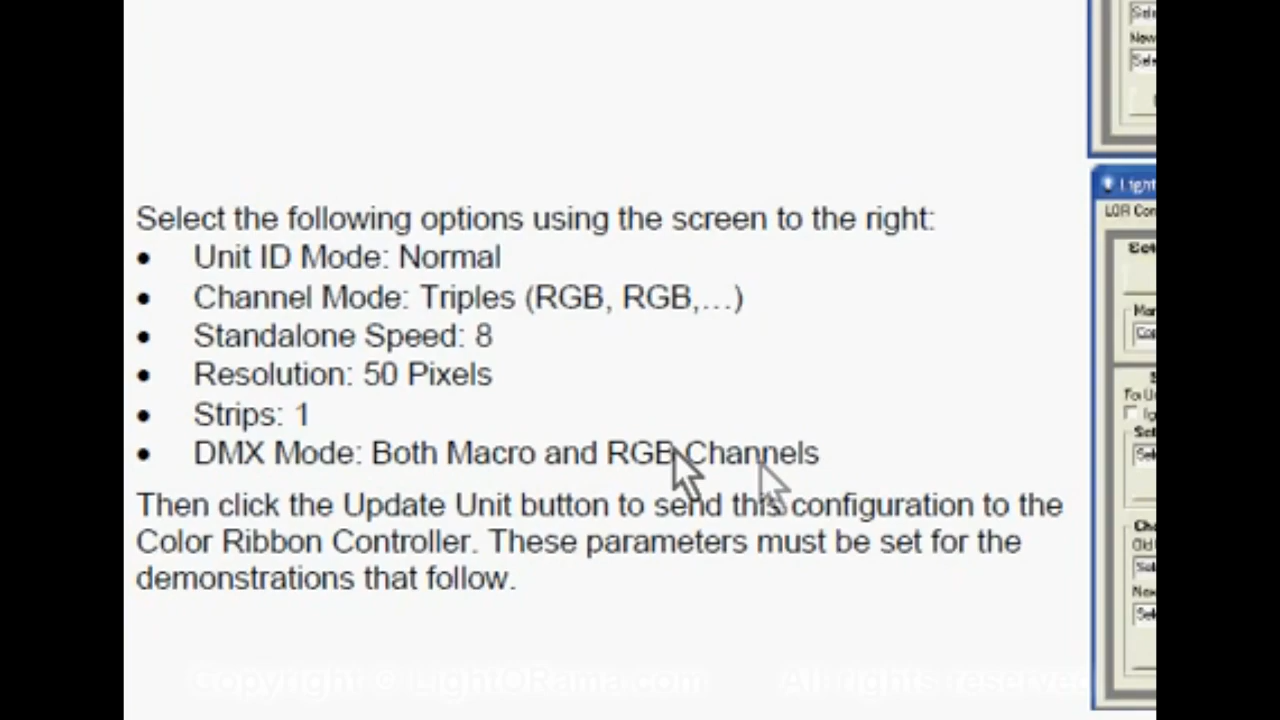 Select the following options using the screen to the right:
• Unit ID Mode: Normal
• Channel Mode: Triples (RGB, RGB,…)
• Standalone Speed: 8
• Resolution: 50 Pixels
• Strips: 1
• DMX Mode: Both Macro and RGB Channels
Then click the Update Unit button to send this configuration to the
Color Ribbon Controller. These parameters must be set for the
demonstrations that follow.
Copyright © LightORama.com All rights reserved
Light
LOR Con